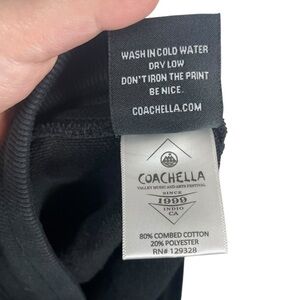 WASH IN COLD WATER
DRY LOW
DON'T IRON THE PRINT
BE NICE.
COACHELLA.COM
COACHELLA
VALLEY MUSIC AND ARTS FESTIVAL
SINCE
1999
INDIO
CA
80% COMBED COTTON
20% POLYESTER
RN# 129328